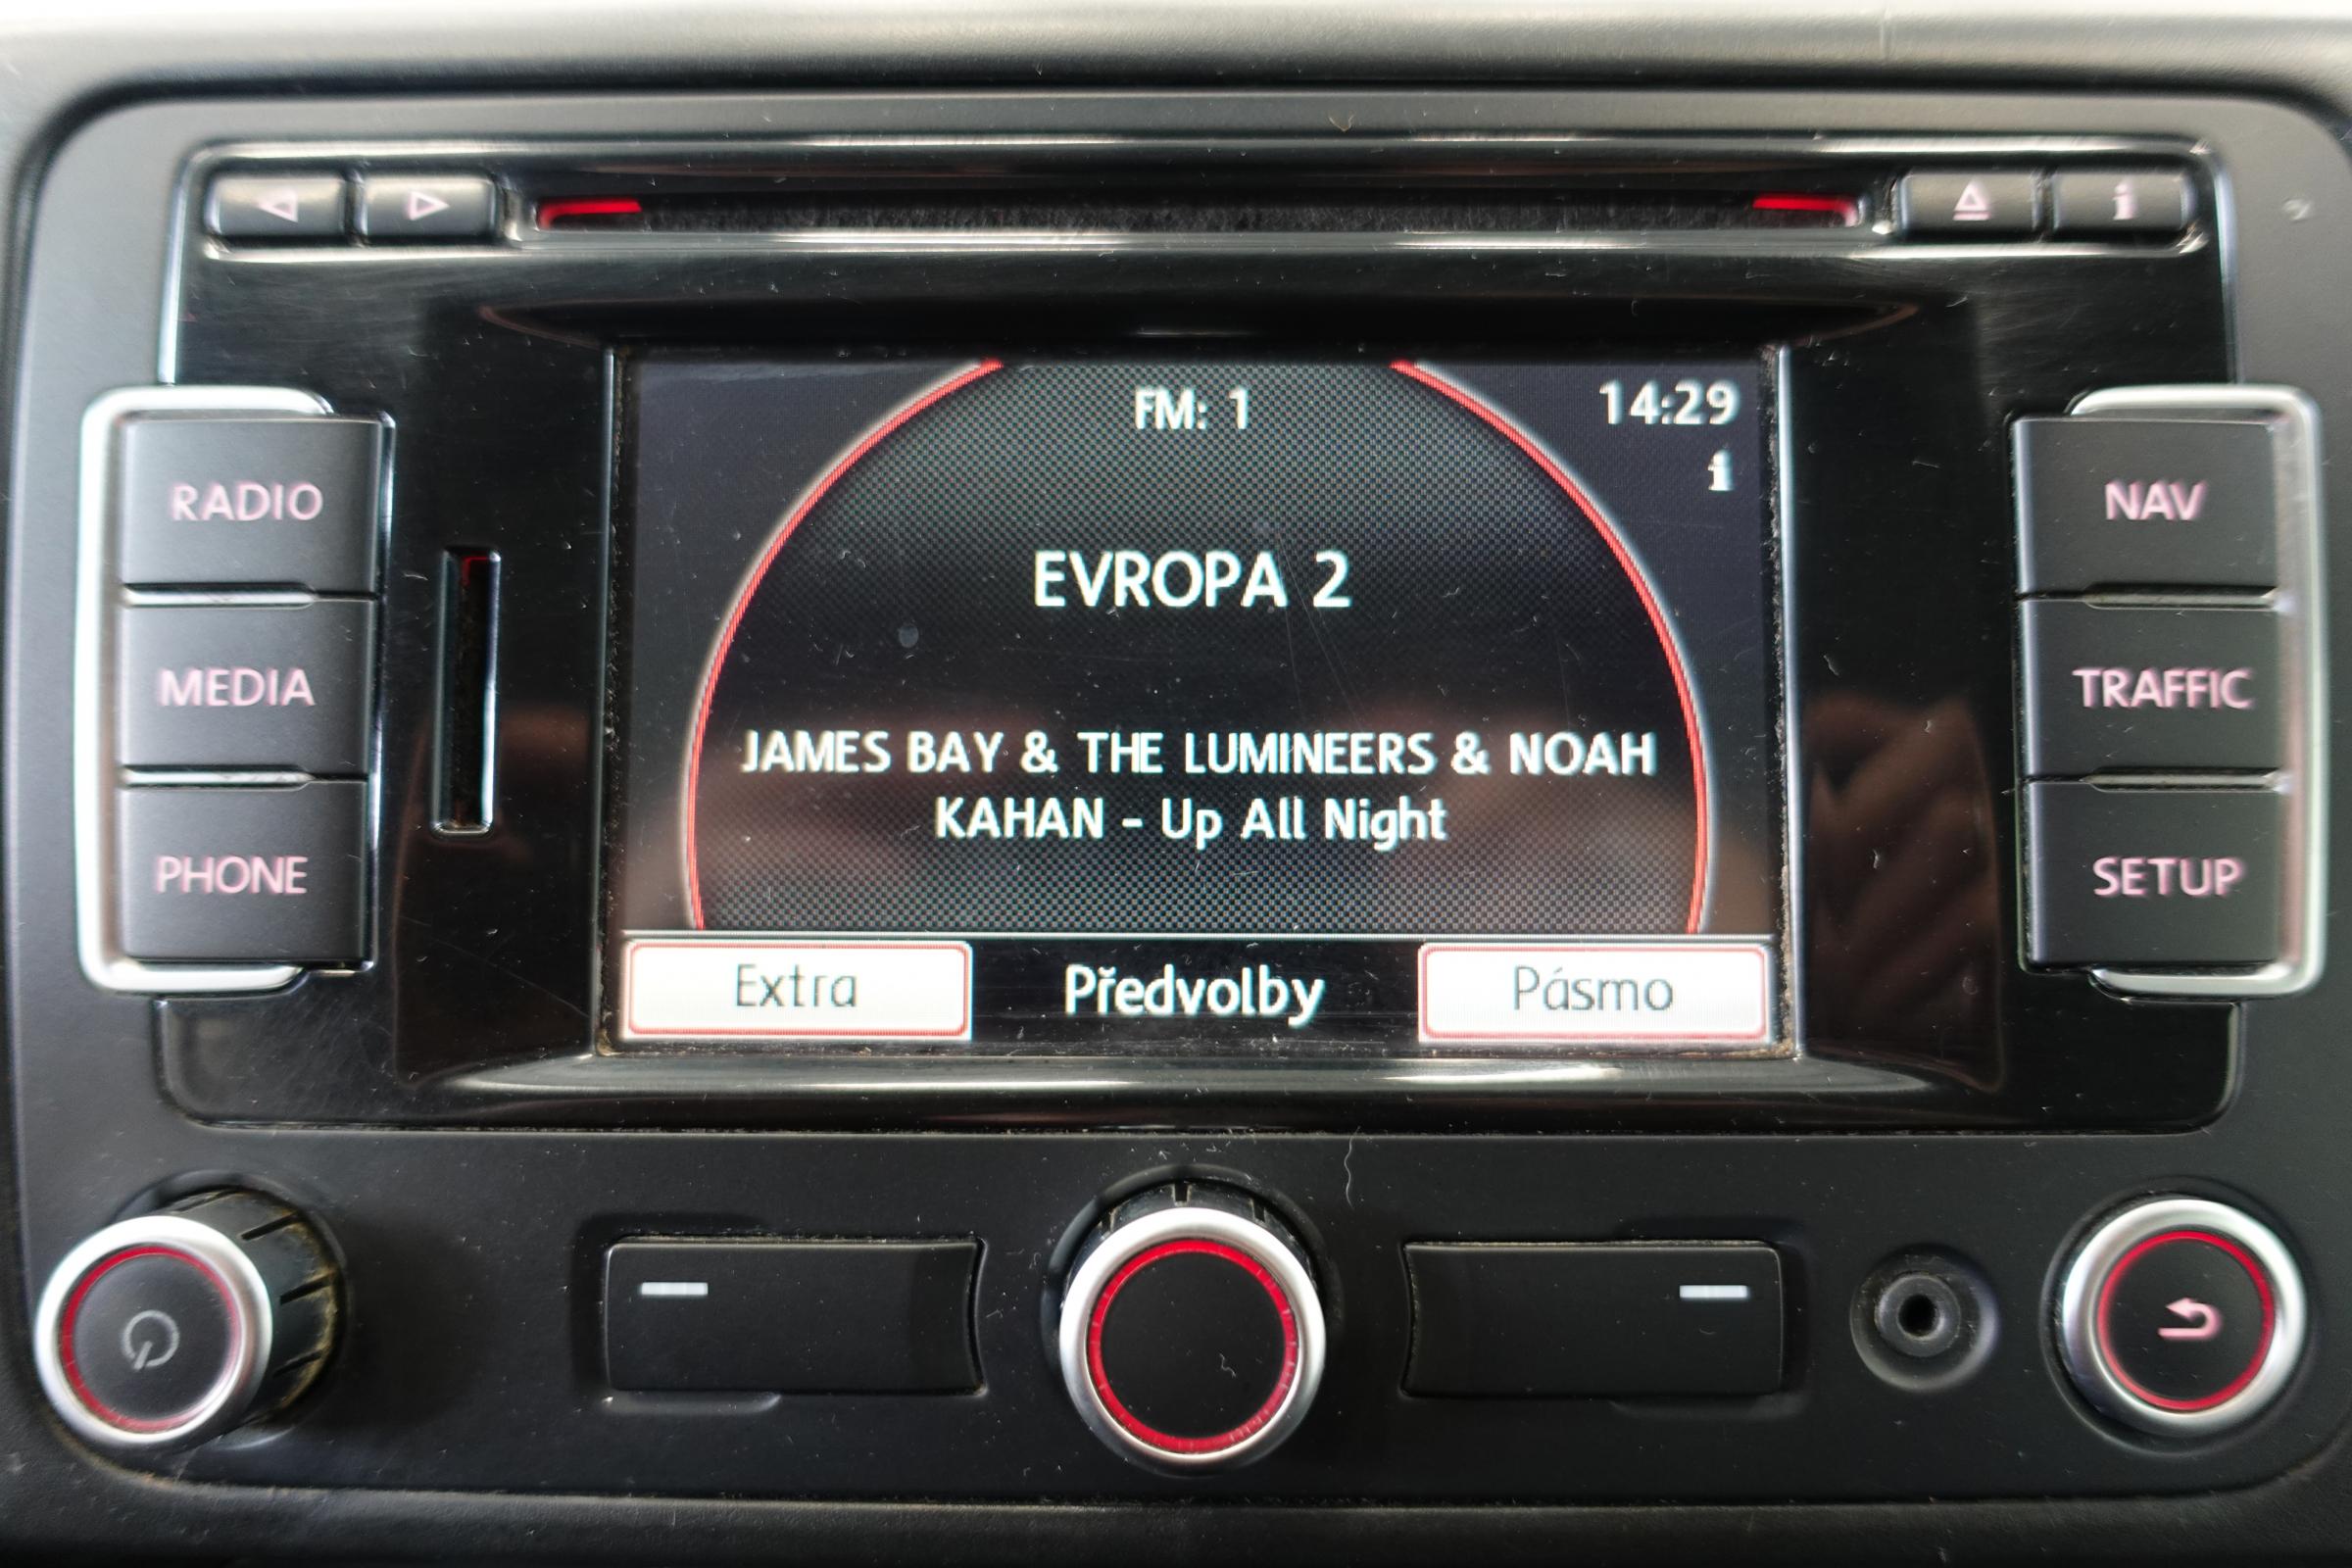 FM: 1
14:29
i
i
RADIO
NAV
EVROPA 2
MEDIA
TRAFFIC
JAMES BAY & THE LUMINEERS & NOAH
KAHAN - Up All Night
PHONE
SETUP
Extra
Předvolby
Pásmo